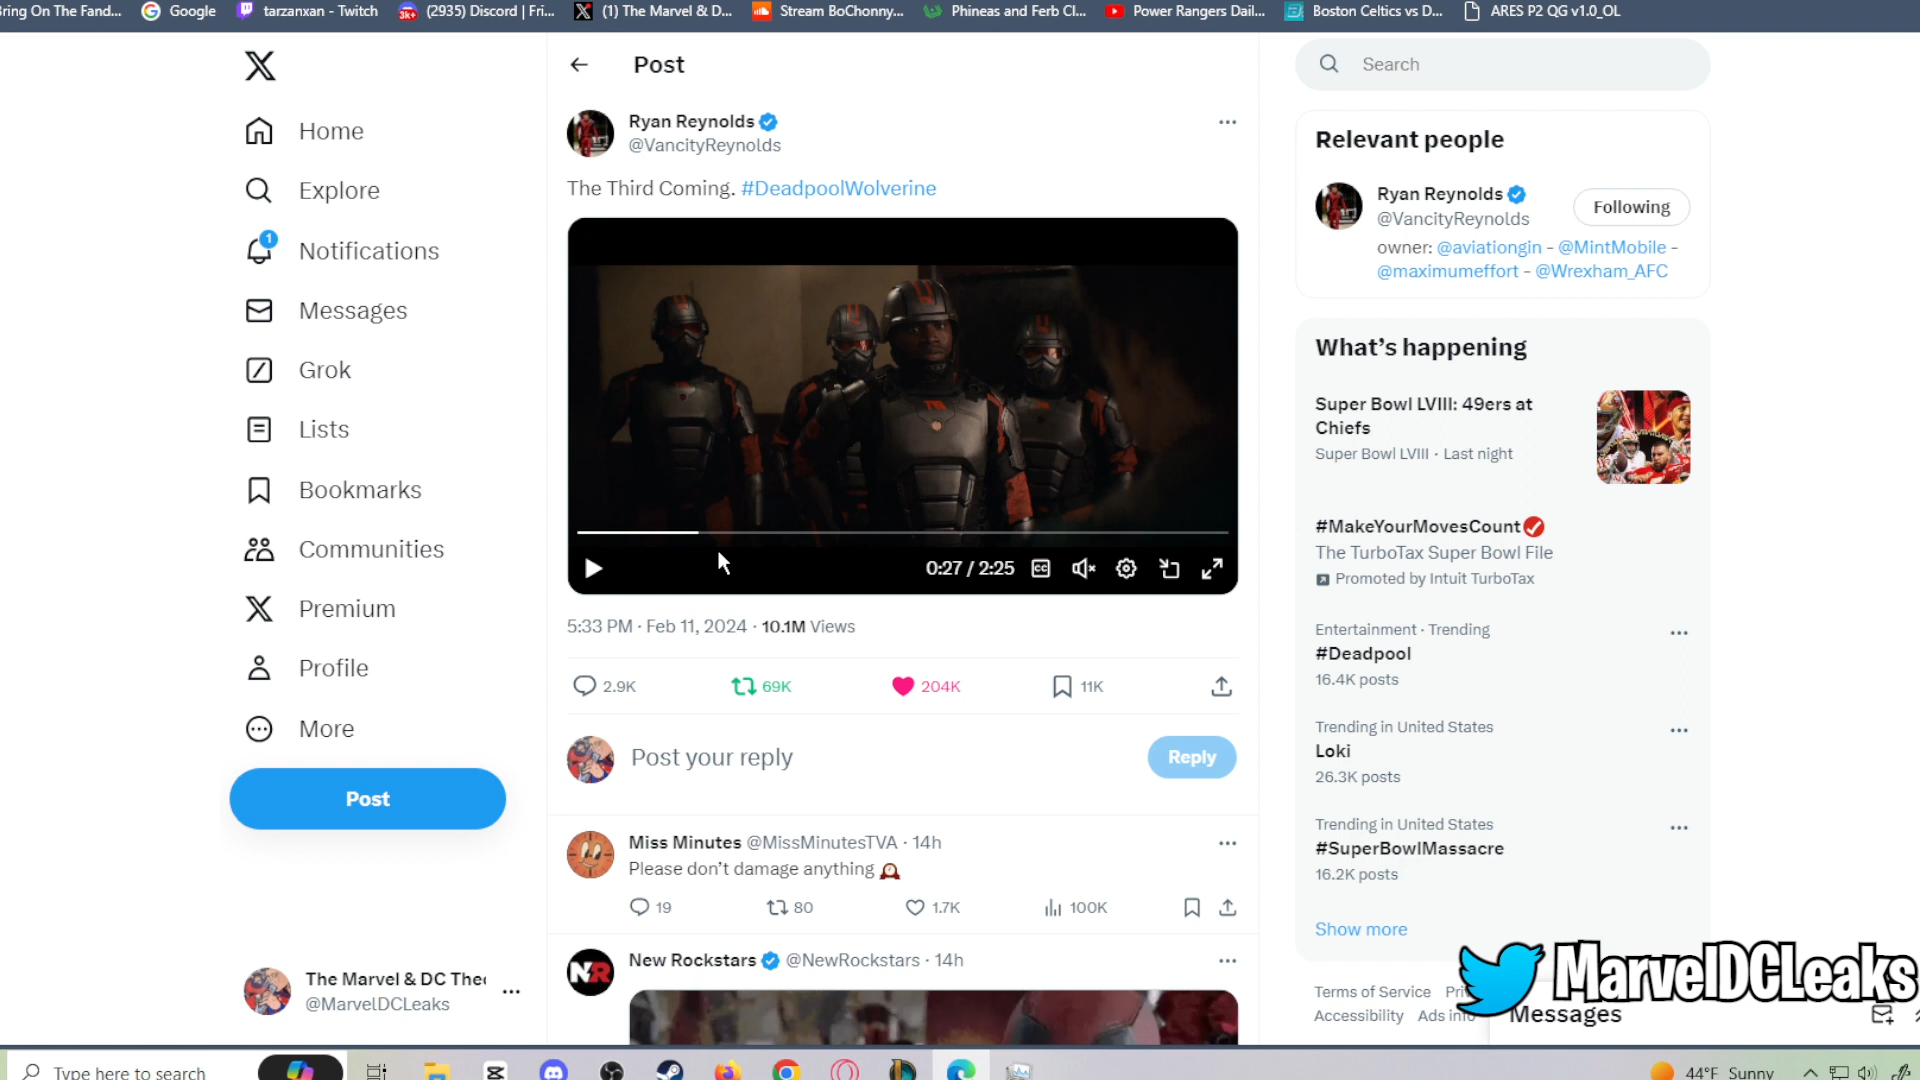 ring On The Fand...
Google
tarzanxan - Twitch
(2935) Discord | Fri...
(1) The Marvel & D...
Stream BoChonny...
Phineas and Ferb Cl...
Power Rangers Dail...
Boston Celtics vs D...
ARES P2 QG v1.0_OL
Home
Explore
1
Notifications
Messages
Grok
Lists
Bookmarks
Communities
Premium
Profile
More
Post
The Marvel & DC The
@MarvelDCLeaks
Post
Ryan Reynolds
@VancityReynolds
The Third Coming. #DeadpoolWolverine
0:27 / 2:25
CC
5:33 PM · Feb 11, 2024 · 10.1M Views
2.9K
69K
204K
11K
Post your reply
Reply
Miss Minutes @MissMinutesTVA · 14h
Please don't damage anything
19
80
1.7K
100K
NR
New Rockstars @NewRockstars · 14h
Search
Relevant people
Ryan Reynolds
@VancityReynolds
Following
owner: @aviationgin - @MintMobile -
@maximumeffort - @Wrexham_AFC
What's happening
Super Bowl LVIII: 49ers at
Chiefs
Super Bowl LVIII · Last night
#MakeYourMovesCount
The TurboTax Super Bowl File
Promoted by Intuit TurboTax
Entertainment · Trending
#Deadpool
16.4K posts
Trending in United States
Loki
26.3K posts
Trending in United States
#SuperBowlMassacre
16.2K posts
Show more
MarvelDCLeaks
Terms of Service Pri
Accessibility Ads info
Messages
Type here to search
44°F Sunny